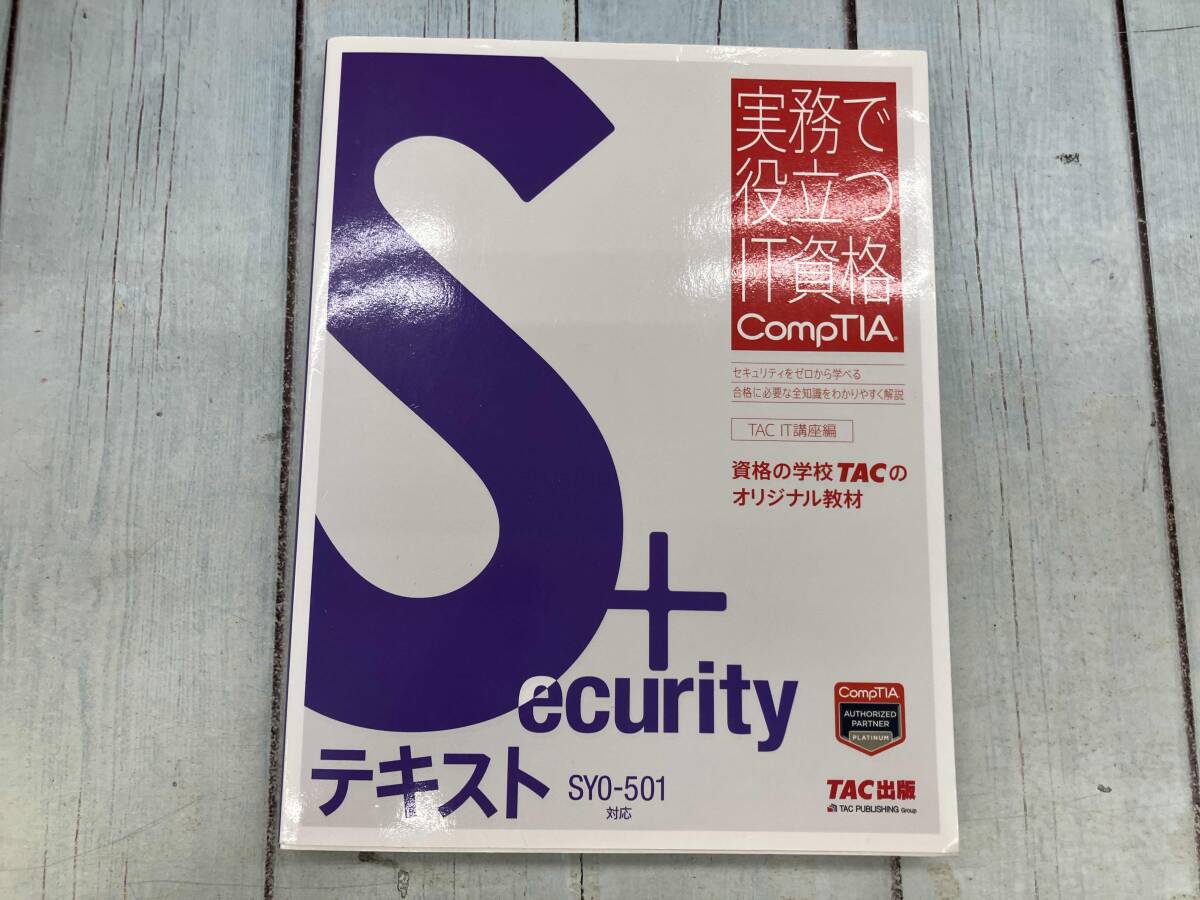 実務で
役立つ
IT資格
CompTIA®
セキュリティをゼロから学べる
合格に必要な全知識をわかりやすく解説
TAC IT講座編
資格の学校TACの
オリジナル教材
S+
ecurity
テキスト SY0-501
対応
CompTIA
AUTHORIZED
PARTNER
PLATINUM
TAC出版
TAC PUBLISHING Group